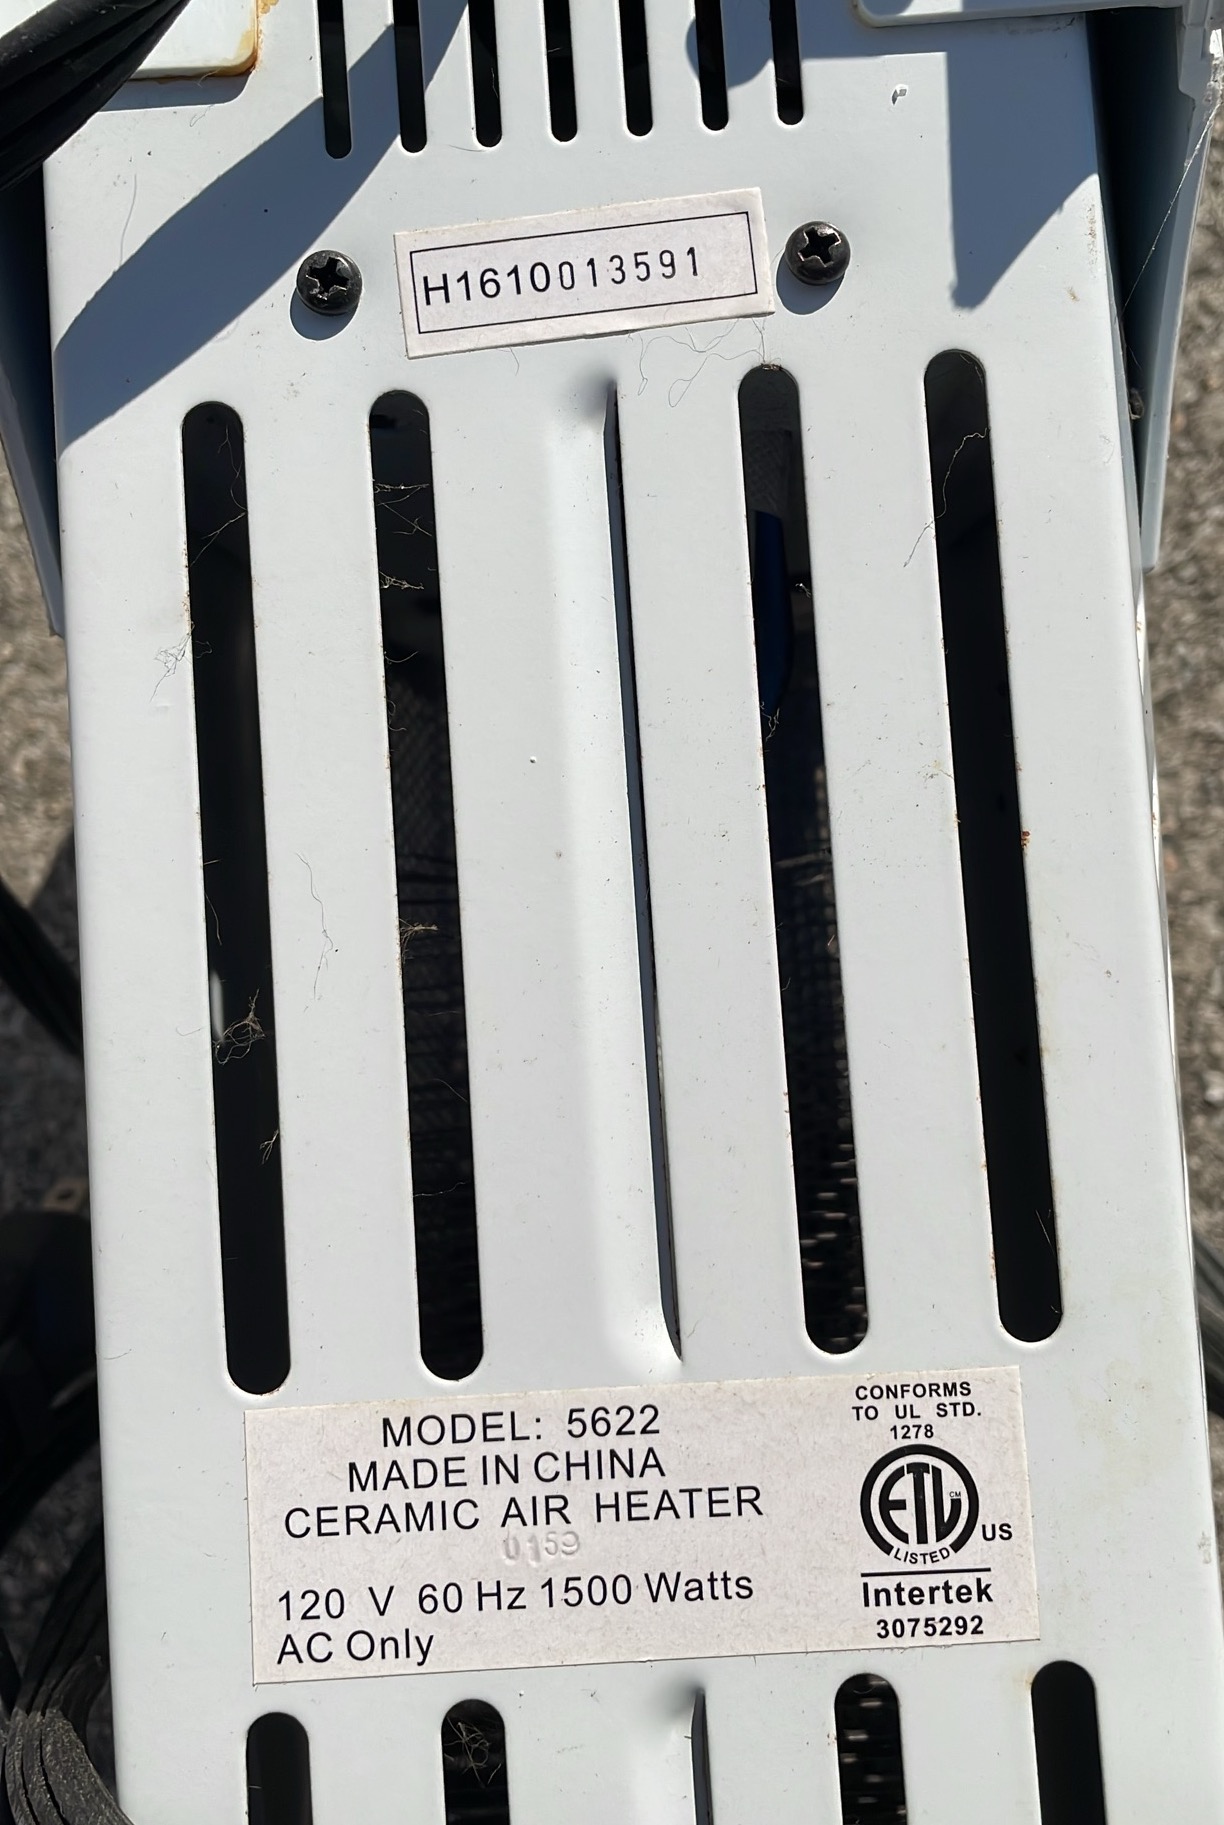 H1610013591
MODEL: 5622
MADE IN CHINA
CERAMIC AIR HEATER
0159
120 V 60 Hz 1500 Watts
AC Only
CONFORMS
TO UL STD.
1278
ETL
CM
LISTED
US
Intertek
3075292